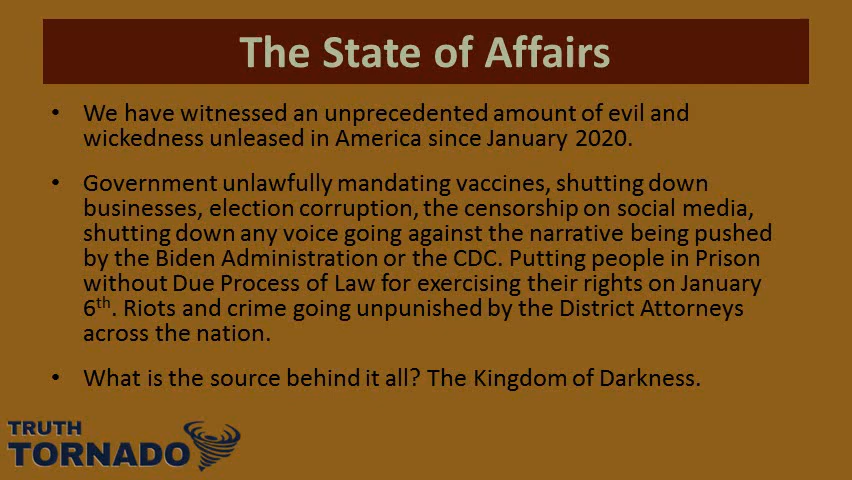 The State of Affairs
• We have witnessed an unprecedented amount of evil and
wickedness unleased in America since January 2020.
• Government unlawfully mandating vaccines, shutting down
businesses, election corruption, the censorship on social media,
shutting down any voice going against the narrative being pushed
by the Biden Administration or the CDC. Putting people in Prison
without Due Process of Law for exercising their rights on January
6th. Riots and crime going unpunished by the District Attorneys
across the nation.
• What is the source behind it all? The Kingdom of Darkness.
TRUTH
TORNADO